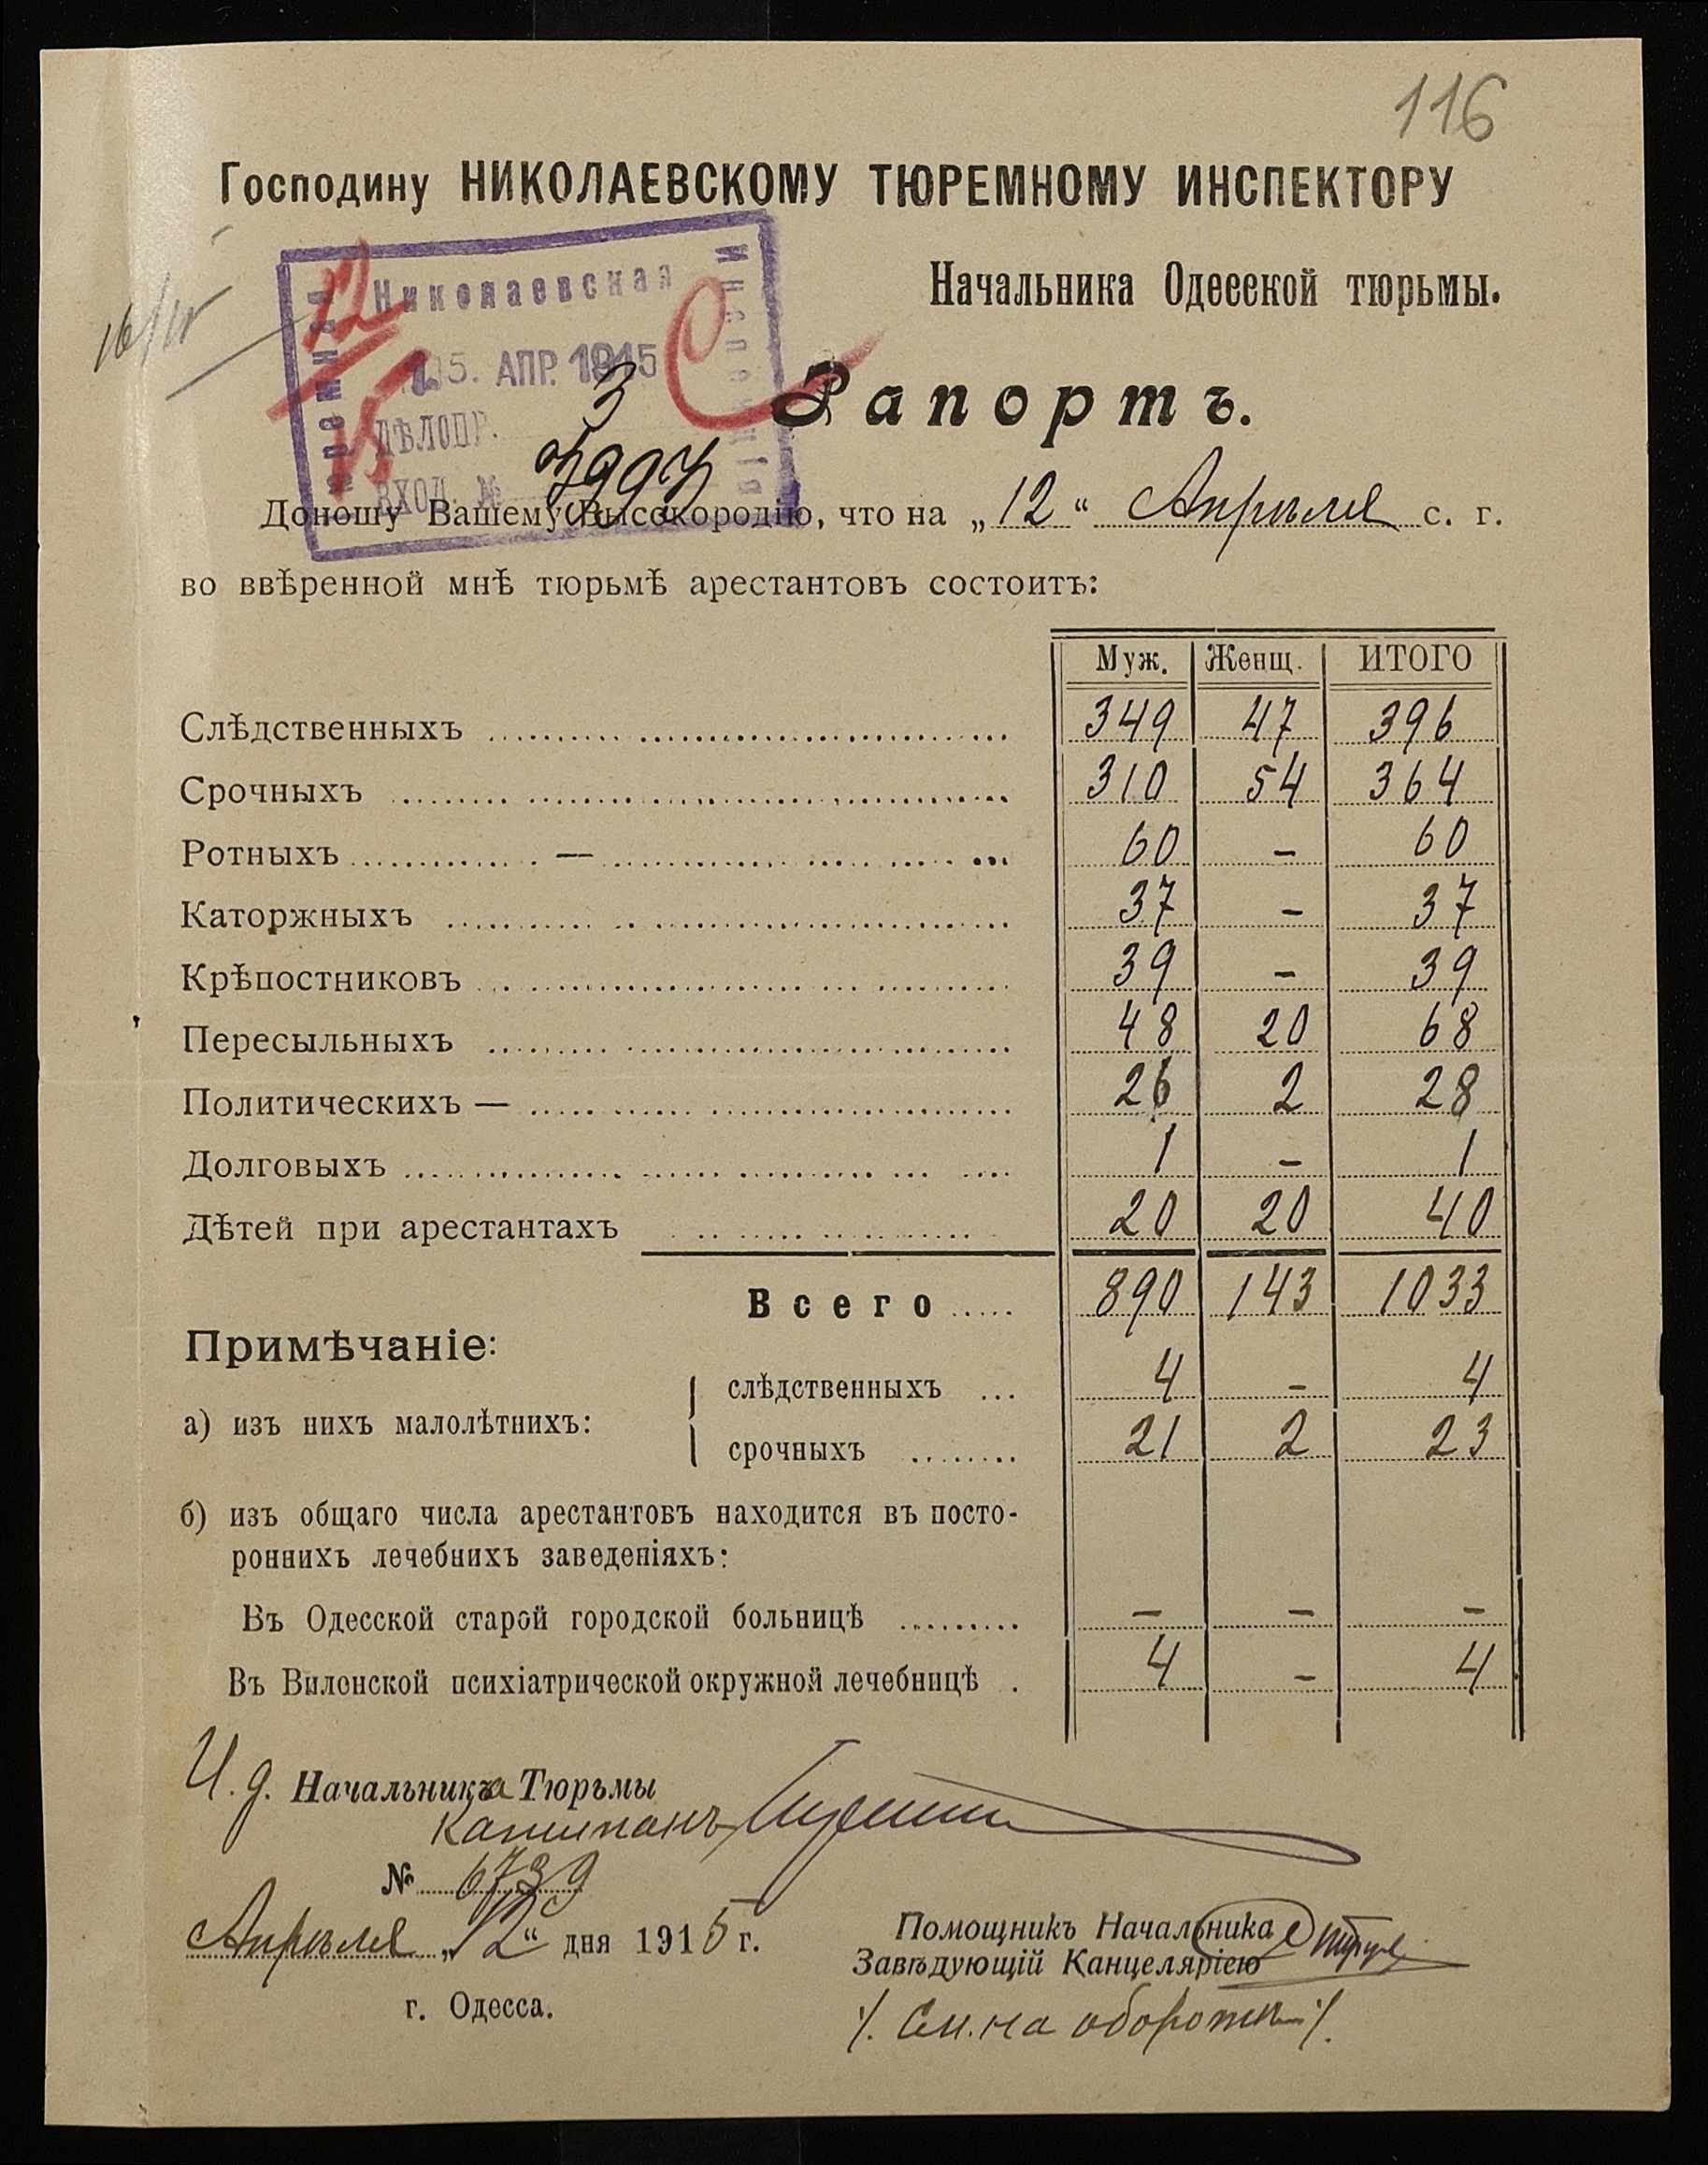 116
Господину НИКОЛАЕВСКОМУ ТЮРЕМНОМУ ИНСПЕКТОРУ
Николаевская
Начальника Одесской тюрьмы.
АПР. 1915
Рапортъ.
ДѢЛОПР. 3
ВХОД. № 3997
Доношу Вашему Высокородію, что на „12“ Апрѣля с. г.
во ввѣренной мнѣ тюрьмѣ арестантовъ состоитъ:
Муж. Женщ. ИТОГО
Слѣдственныхъ 349 47 396
Срочныхъ 310 54 364
Ротныхъ — 60 - 60
Каторжныхъ 37 - 37
Крѣпостниковъ 39 - 39
Пересыльныхъ 48 20 68
Политическихъ — 26 2 28
Долговыхъ 1 - 1
Дѣтей при арестантахъ 20 20 40
Всего 890 143 1033
Примѣчаніе:
слѣдственныхъ 4 - 4
а) изъ нихъ малолѣтнихъ:
срочныхъ 21 2 23
б) изъ общаго числа арестантовъ находится въ посто-
роннихъ лечебнихъ заведеніяхъ:
Въ Одесской старой городской больницѣ - - -
Въ Виленской психіатрической окружной лечебницѣ 4 - 4
И. д. Начальника Тюрьмы
Капитанъ
№ 6739
Апрѣля „12“ дня 1915 г.
Помощникъ Начальника
Завѣдующій Канцеляріею
г. Одесса.
/. См. на оборотѣ /.